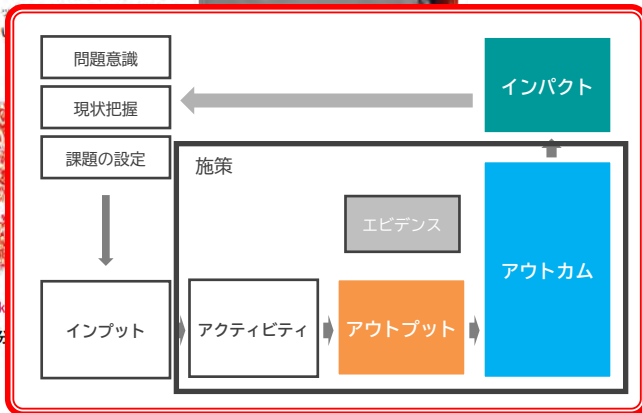 問題意識
現状把握
課題の設定
インパクト
施策
エビデンス
アウトカム
インプット
アクティビティ
アウトプット